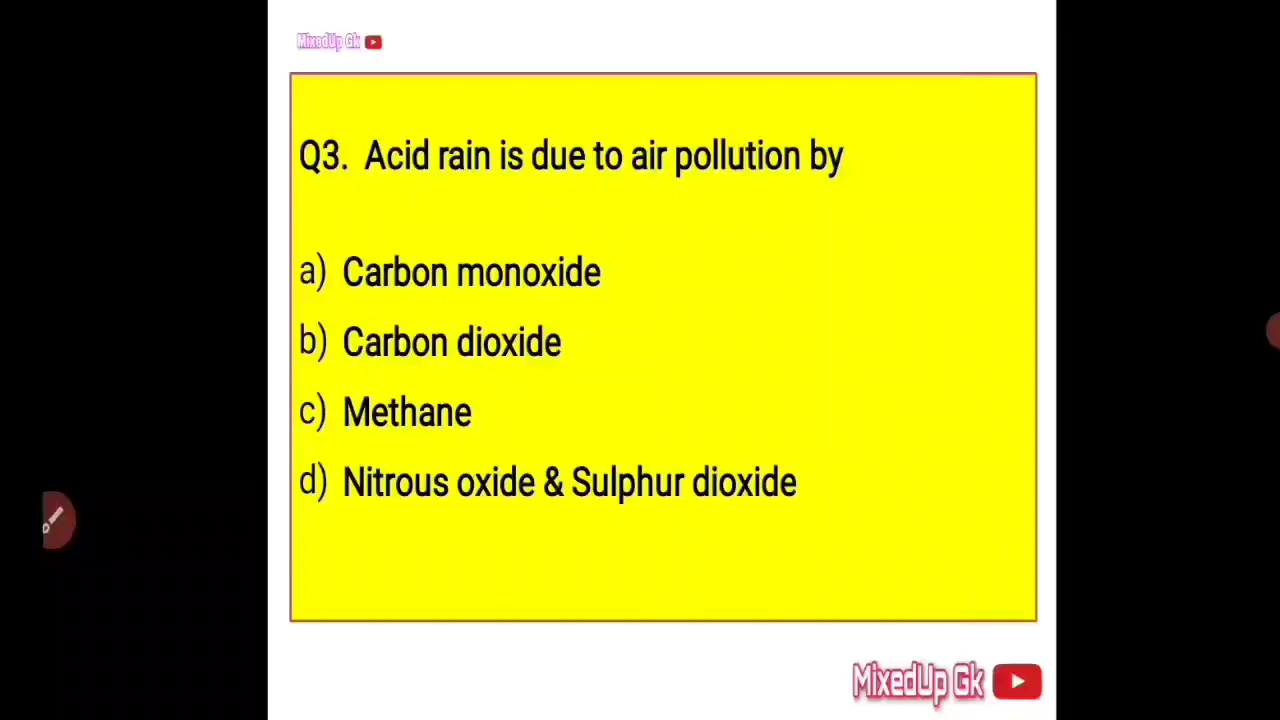 MixedUp Gk
Q3. Acid rain is due to air pollution by
a) Carbon monoxide
b) Carbon dioxide
c) Methane
d) Nitrous oxide & Sulphur dioxide
MixedUp Gk